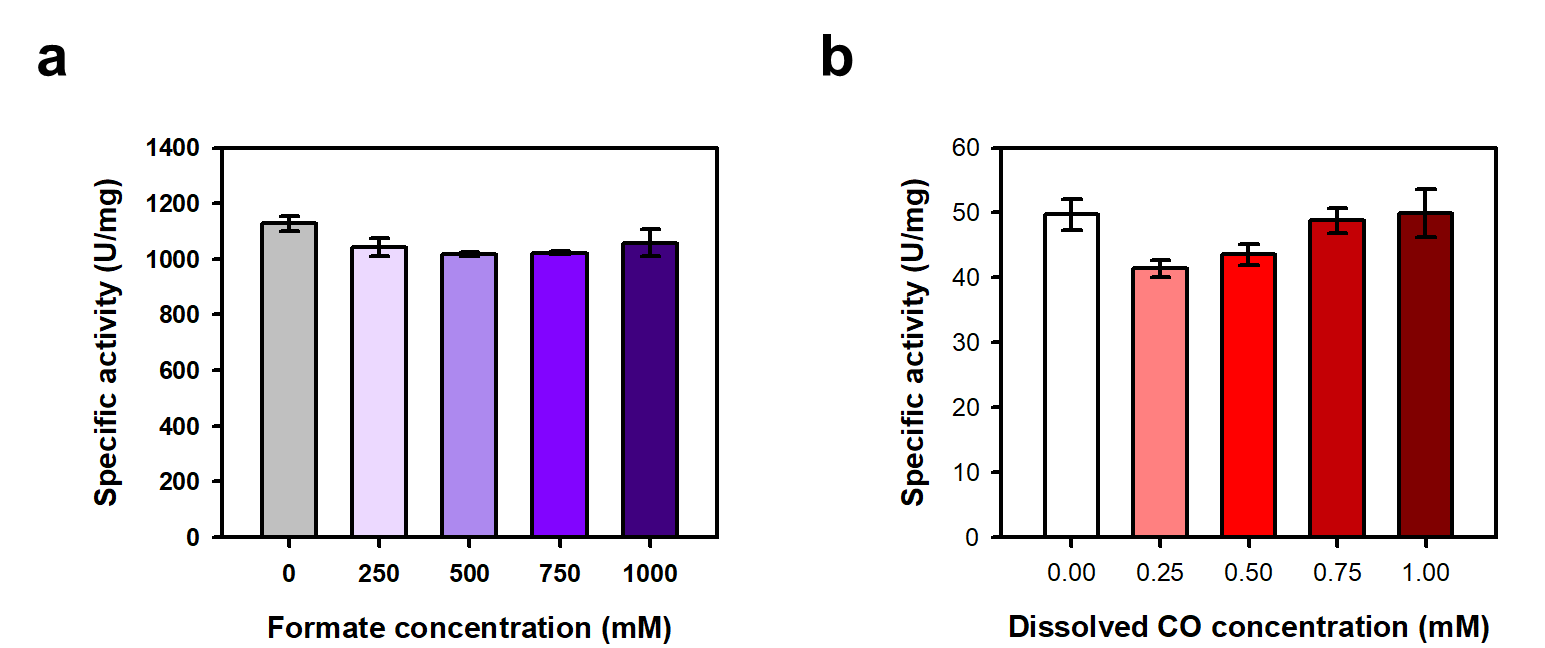 a
Specific activity (U/mg)
1400
1200
1000
800
600
400
200
0
0 250 500 750 1000
Formate concentration (mM)
b
Specific activity (U/mg)
60
50
40
30
20
10
0
0.00 0.25 0.50 0.75 1.00
Dissolved CO concentration (mM)